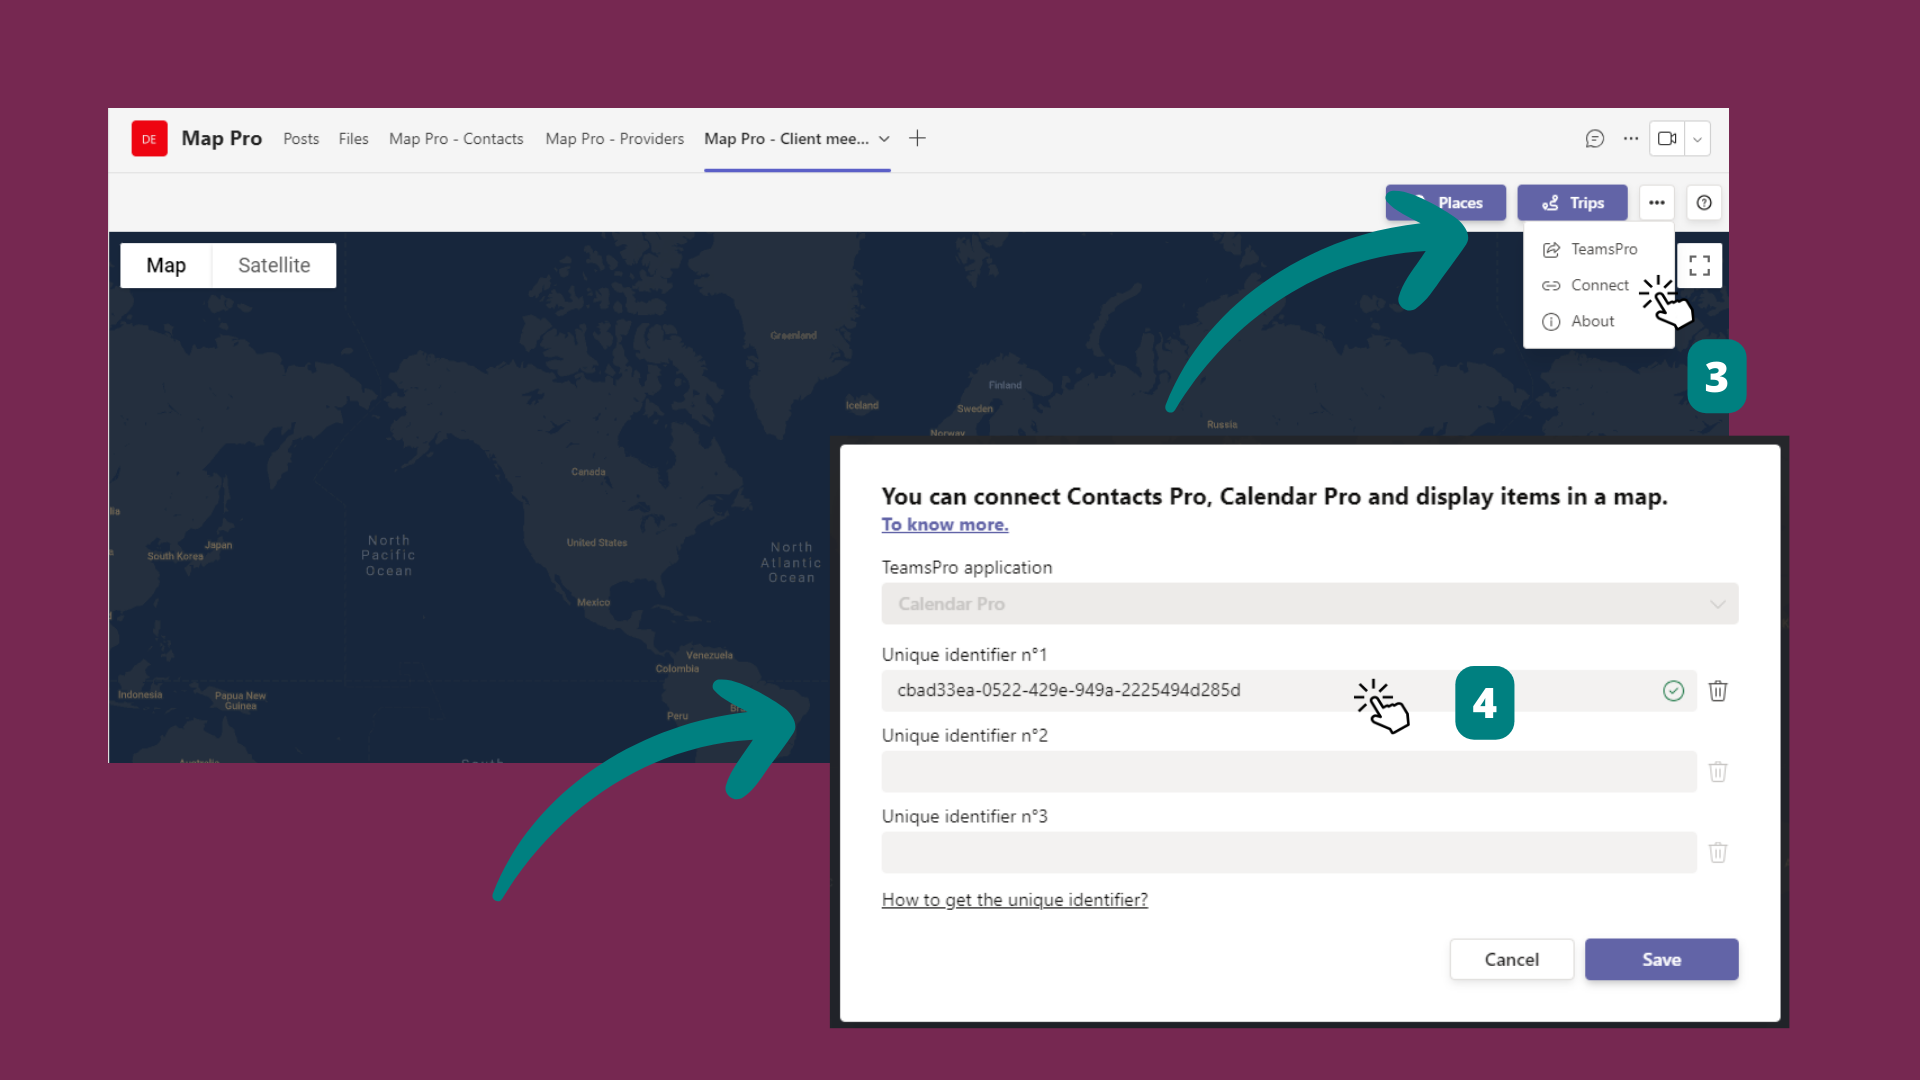 DE
Map Pro
Posts
Files
Map Pro - Contacts
Map Pro - Providers
Map Pro - Client mee...
Places
Trips
TeamsPro
Connect
About
Map
Satellite
3
Greenland
Finland
Iceland
Sweden
Norway
Russia
Canada
North
Pacific
Ocean
Japan
South Korea
United States
North
Atlantic
Ocean
Mexico
Venezuela
Colombia
Indonesia
Papua New
Guinea
Peru
Australia
South
You can connect Contacts Pro, Calendar Pro and display items in a map.
To know more.
TeamsPro application
Calendar Pro
Unique identifier n°1
cbad33ea-0522-429e-949a-2225494d285d
4
Unique identifier n°2
Unique identifier n°3
How to get the unique identifier?
Cancel
Save